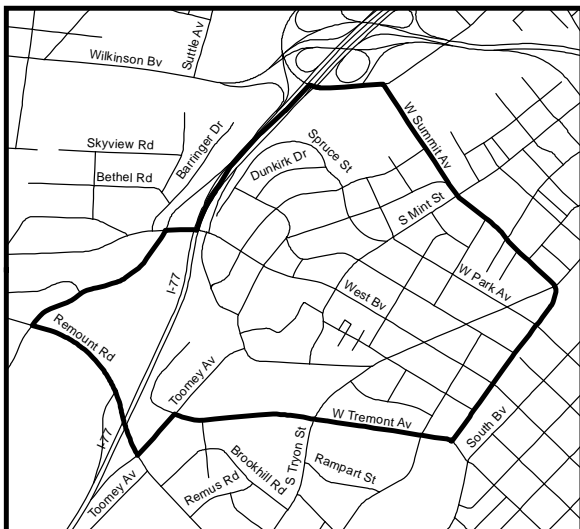 Suttle Av
Wilkinson Bv
W Summit Av
Skyview Rd
Barringer Dr
Spruce St
Dunkirk Dr
Bethel Rd
S Mint St
W Park Av
I-77
West Bv
Remount Rd
Toomey Av
W Tremont Av
South Bv
I-77
S Tryon St
Brookhill Rd
Rampart St
Toomey Av
Remus Rd